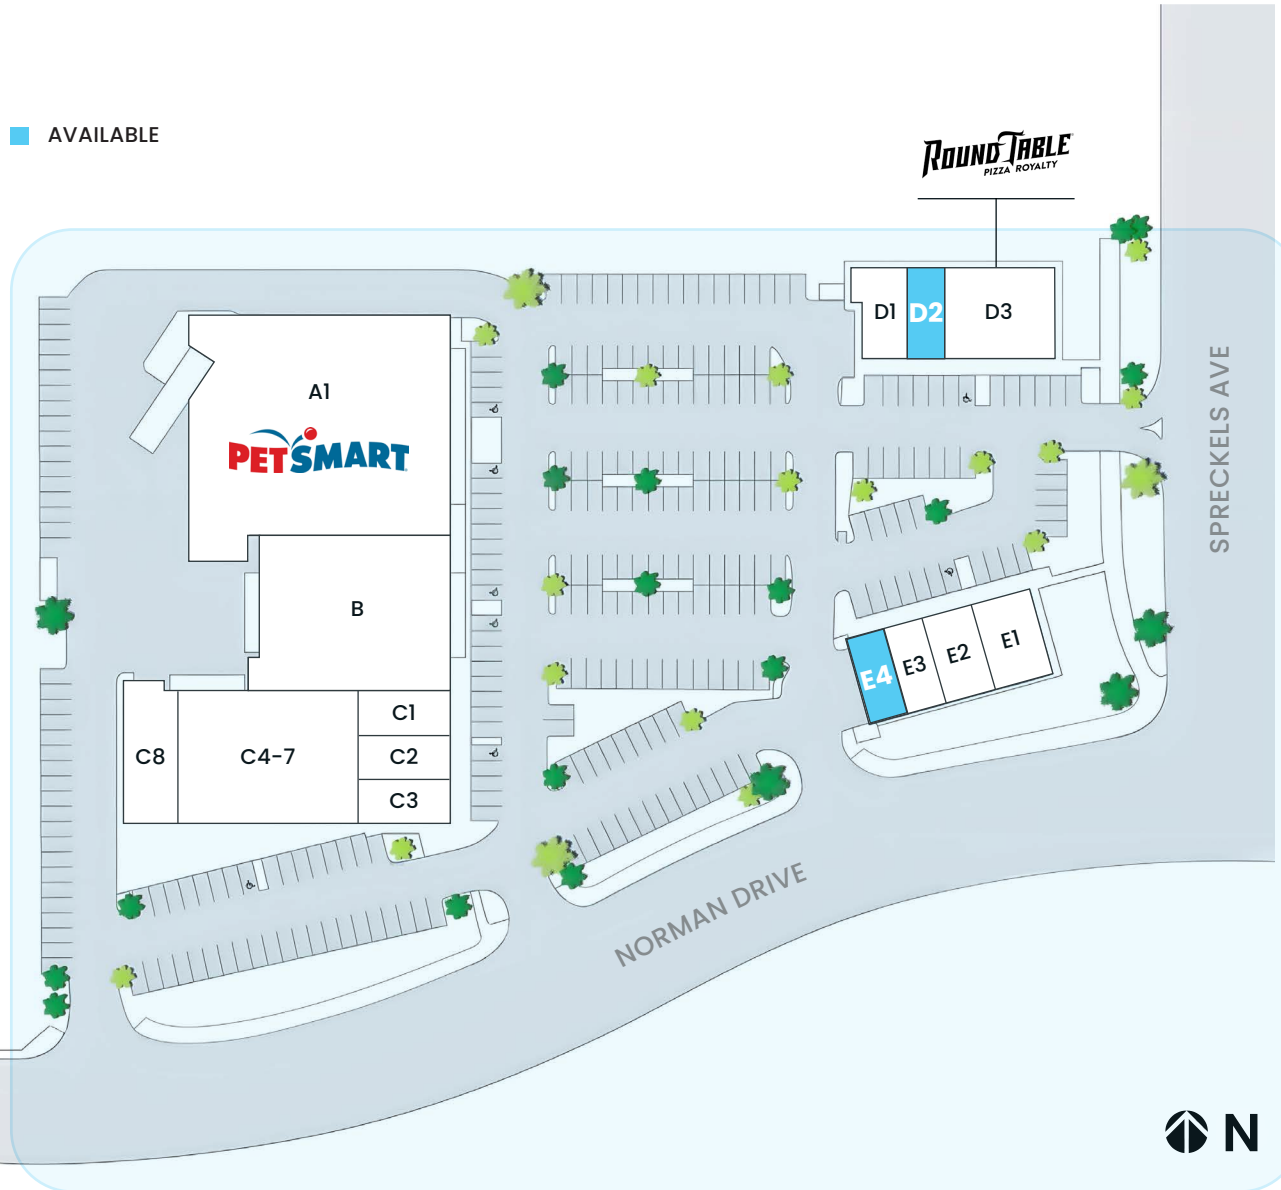 AVAILABLE
ROUND TABLE
PIZZA ROYALTY
D1
D2
D3
A1
PETSMART
SPRECKELS AVE
B
E4
E3
E2
E1
C1
C8
C4-7
C2
C3
NORMAN DRIVE
N